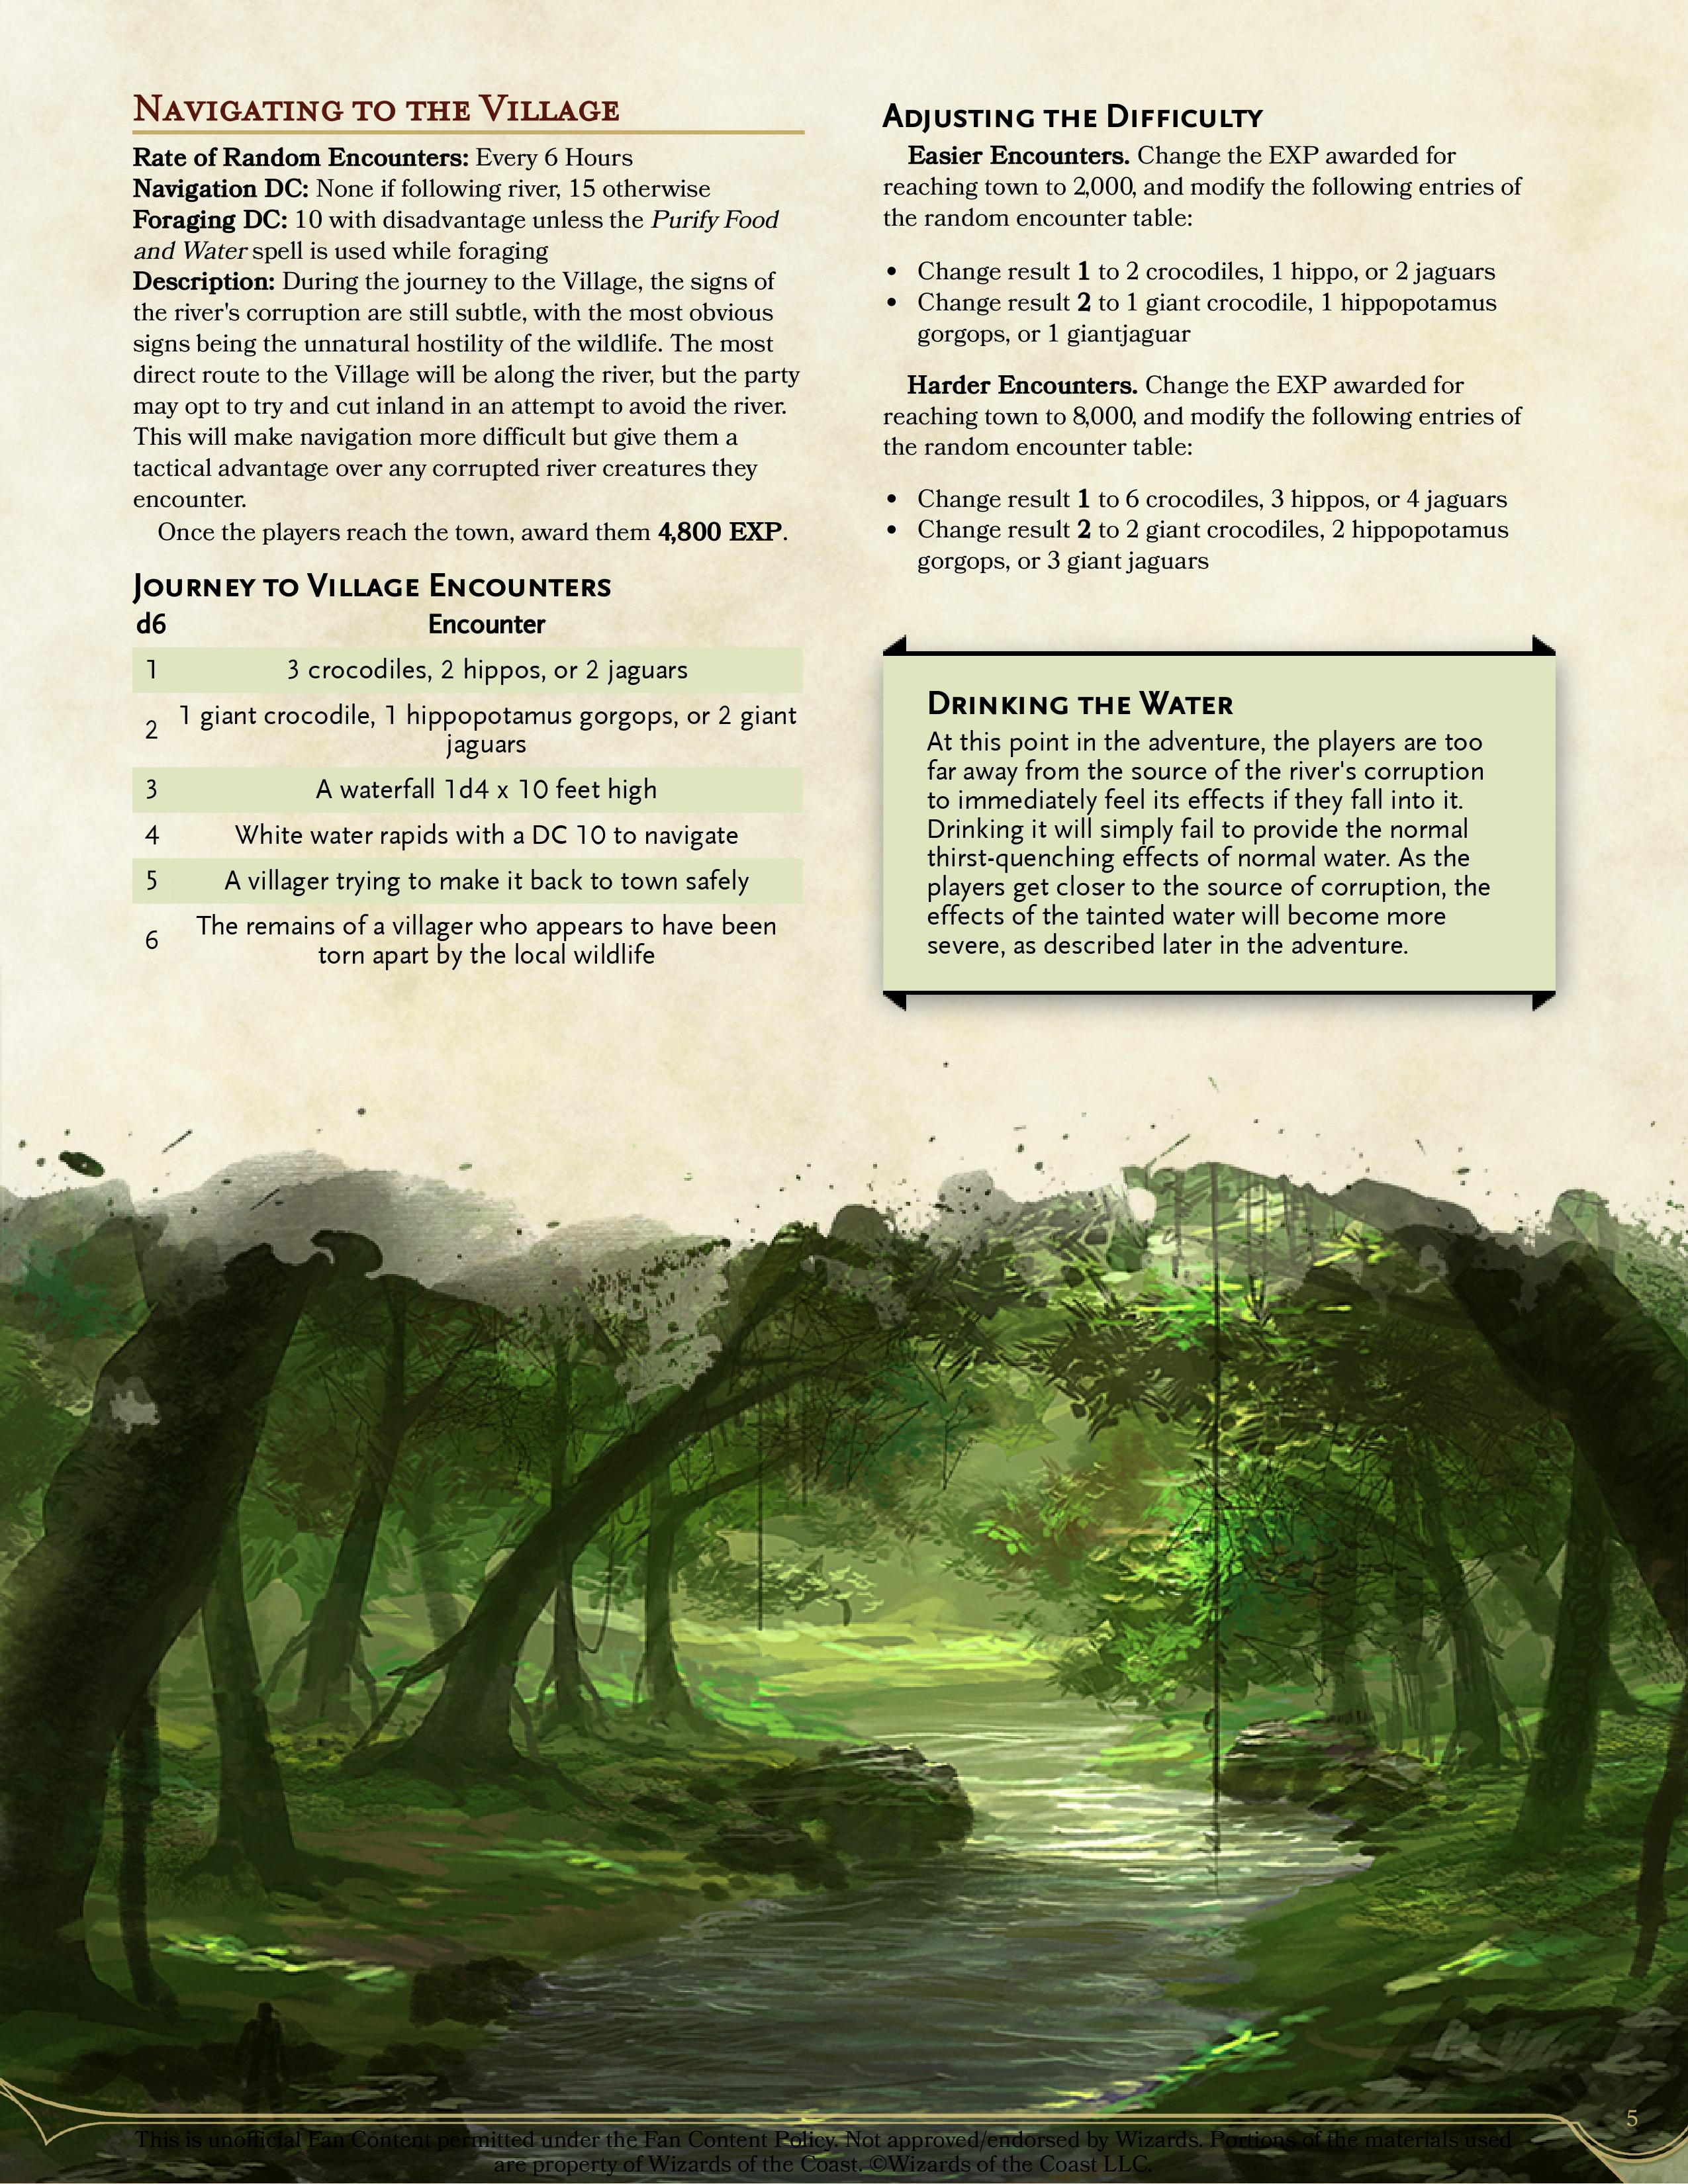 Navigating to the Village
Rate of Random Encounters: Every 6 Hours
Navigation DC: None if following river, 15 otherwise
Foraging DC: 10 with disadvantage unless the Purify Food
and Water spell is used while foraging
Description: During the journey to the Village, the signs of
the river's corruption are still subtle, with the most obvious
signs being the unnatural hostility of the wildlife. The most
direct route to the Village will be along the river, but the party
may opt to try and cut inland in an attempt to avoid the river.
This will make navigation more difficult but give them a
tactical advantage over any corrupted river creatures they
encounter.
Once the players reach the town, award them 4,800 EXP.
Journey to Village Encounters
d6 Encounter
1 3 crocodiles, 2 hippos, or 2 jaguars
2 1 giant crocodile, 1 hippopotamus gorgops, or 2 giant
jaguars
3 A waterfall 1d4 x 10 feet high
4 White water rapids with a DC 10 to navigate
5 A villager trying to make it back to town safely
6 The remains of a villager who appears to have been
torn apart by the local wildlife
Adjusting the Difficulty
Easier Encounters. Change the EXP awarded for
reaching town to 2,000, and modify the following entries of
the random encounter table:
• Change result 1 to 2 crocodiles, 1 hippo, or 2 jaguars
• Change result 2 to 1 giant crocodile, 1 hippopotamus
gorgops, or 1 giantjaguar
Harder Encounters. Change the EXP awarded for
reaching town to 8,000, and modify the following entries of
the random encounter table:
• Change result 1 to 6 crocodiles, 3 hippos, or 4 jaguars
• Change result 2 to 2 giant crocodiles, 2 hippopotamus
gorgops, or 3 giant jaguars
Drinking the Water
At this point in the adventure, the players are too
far away from the source of the river's corruption
to immediately feel its effects if they fall into it.
Drinking it will simply fail to provide the normal
thirst-quenching effects of normal water. As the
players get closer to the source of corruption, the
effects of the tainted water will become more
severe, as described later in the adventure.
5
This is unofficial Fan Content permitted under the Fan Content Policy. Not approved/endorsed by Wizards. Portions of the materials used
are property of Wizards of the Coast. ©Wizards of the Coast LLC.